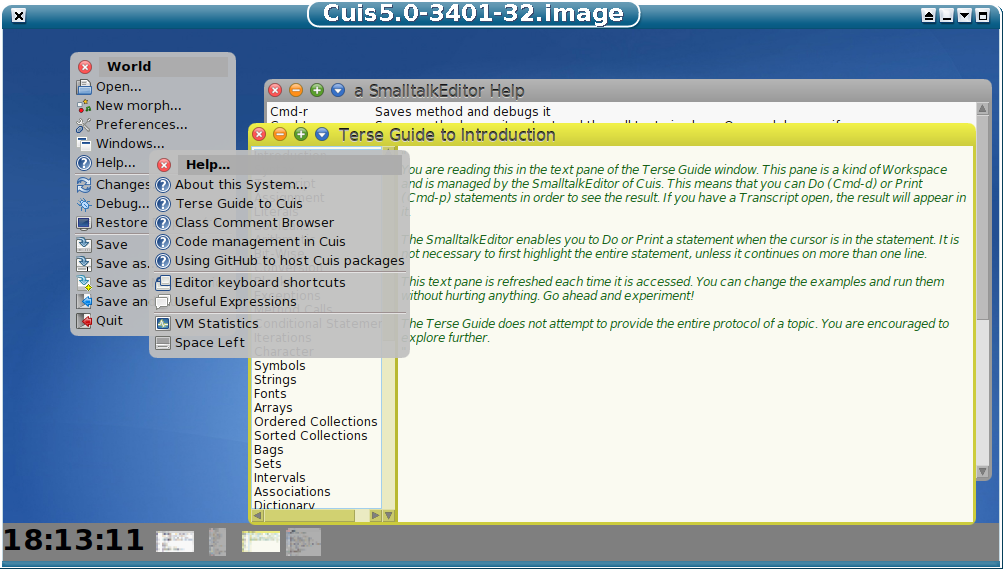 Cuis5.0-3401-32.image
World
Open...
New morph...
Preferences...
Windows...
Help...
Changes
Debug...
Restore
Save
Save as.
Save as
Save an
Quit
Help...
About this System...
Terse Guide to Cuis
Class Comment Browser
Code management in Cuis
Using GitHub to host Cuis packages
Editor keyboard shortcuts
Useful Expressions
VM Statistics
Space Left
a SmalltalkEditor Help
Cmd-r Saves method and debugs it
Terse Guide to Introduction
Conditional Statemen
Iterations
Character
Symbols
Strings
Fonts
Arrays
Ordered Collections
Sorted Collections
Bags
Sets
Intervals
Associations
Dictionary
You are reading this in the text pane of the Terse Guide window. This pane is a kind of Workspace
and is managed by the SmalltalkEditor of Cuis. This means that you can Do (Cmd-d) or Print
(Cmd-p) statements in order to see the result. If you have a Transcript open, the result will appear in
it.
The SmalltalkEditor enables you to Do or Print a statement when the cursor is in the statement. It is
not necessary to first highlight the entire statement, unless it continues on more than one line.
This text pane is refreshed each time it is accessed. You can change the examples and run them
without hurting anything. Go ahead and experiment!
The Terse Guide does not attempt to provide the entire protocol of a topic. You are encouraged to
explore further.
18:13:11